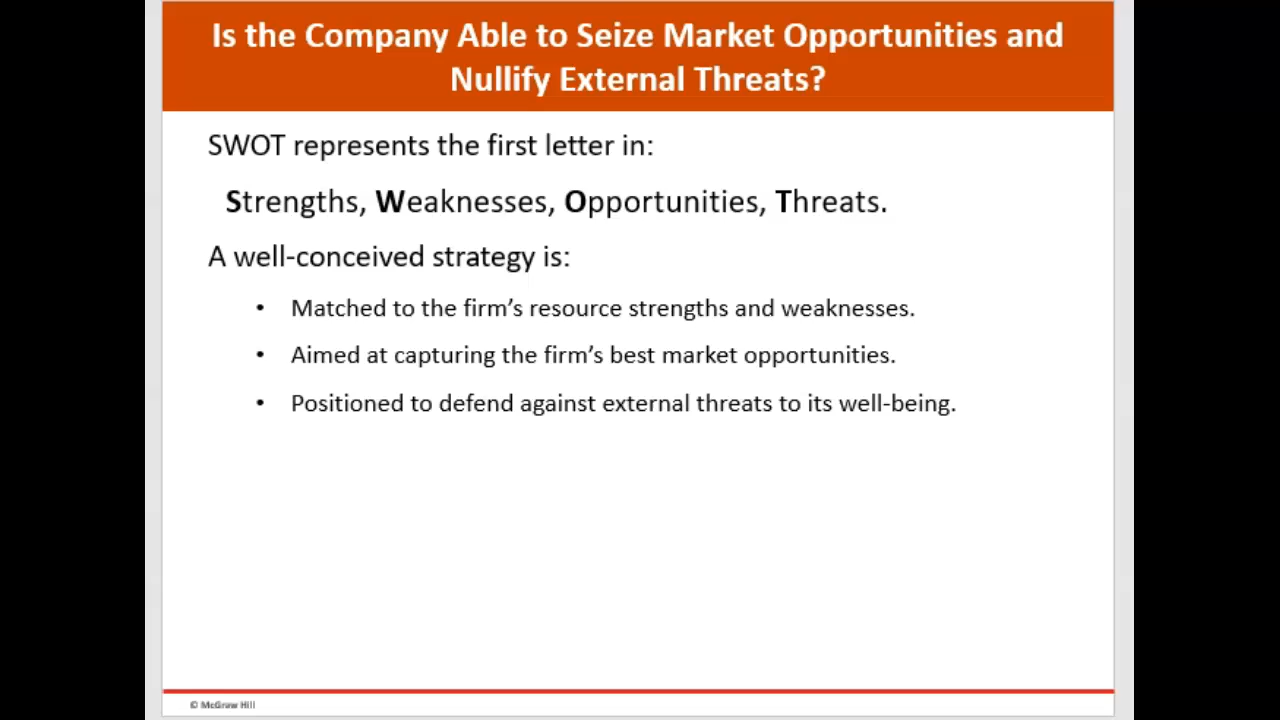 Is the Company Able to Seize Market Opportunities and
Nullify External Threats?
SWOT represents the first letter in:
Strengths, Weaknesses, Opportunities, Threats.
A well-conceived strategy is:
• Matched to the firm’s resource strengths and weaknesses.
• Aimed at capturing the firm’s best market opportunities.
• Positioned to defend against external threats to its well-being.
© McGraw Hill